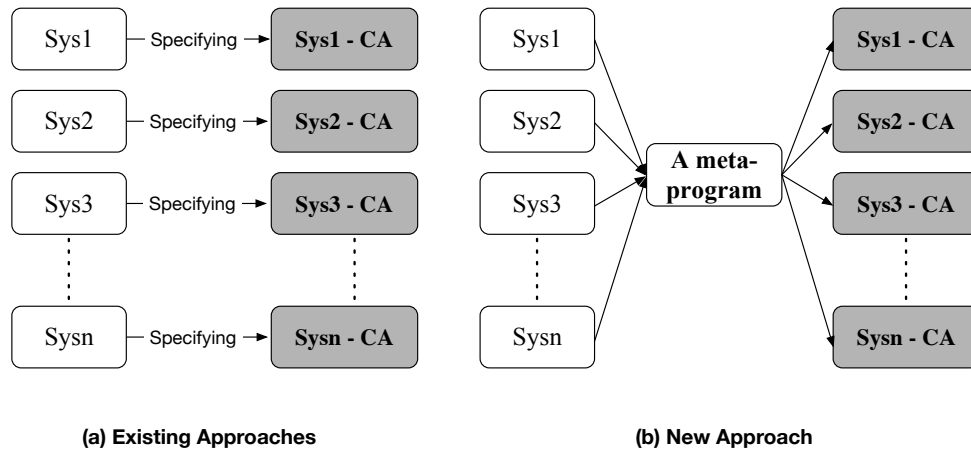 Sys1
Specifying
Sys1 - CA
Sys2
Specifying
Sys2 - CA
Sys3
Specifying
Sys3 - CA
Sysn
Specifying
Sysn - CA
(a) Existing Approaches
Sys1
Sys2
Sys3
Sysn
A meta-
program
Sys1 - CA
Sys2 - CA
Sys3 - CA
Sysn - CA
(b) New Approach